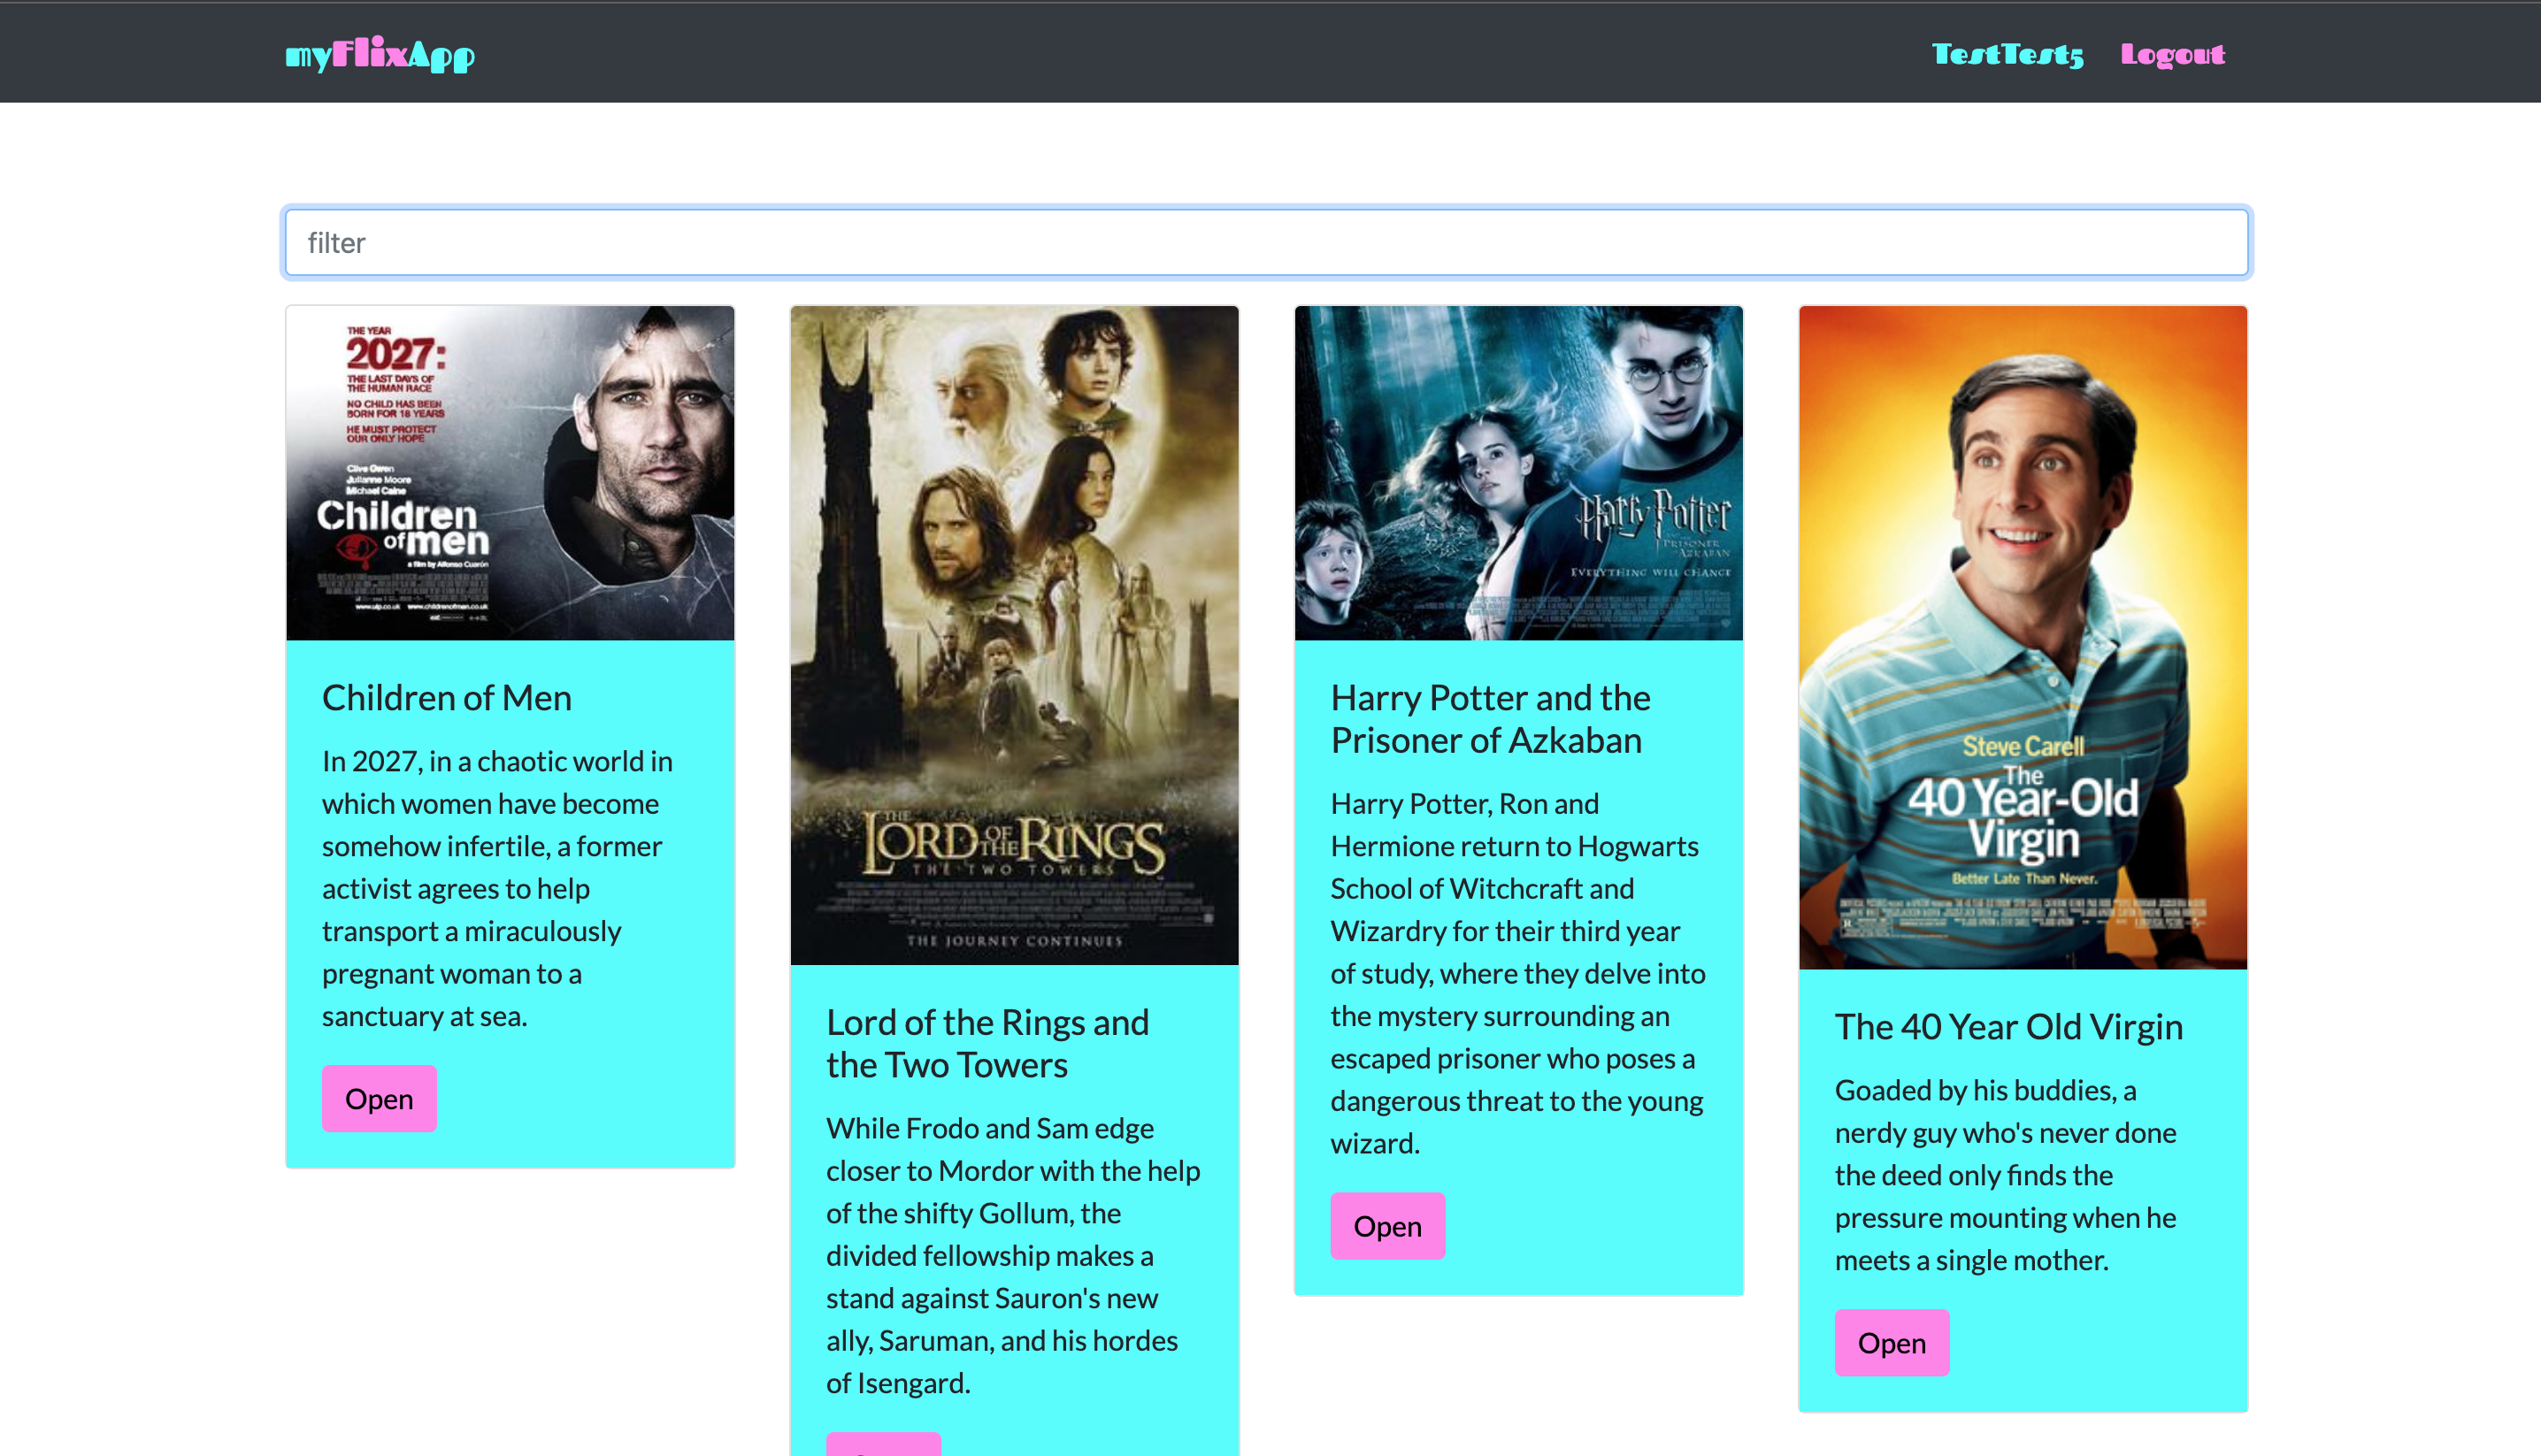 myFlixApp
TestTest5 Logout
filter
THE YEAR
2027:
THE LAST DAYS OF
THE HUMAN RACE
NO CHILD HAS BEEN
BORN FOR 18 YEARS
HE MUST PROTECT
OUR ONLY HOPE
Clive Owen
Julianne Moore
Michael Caine
Children
of men
a film by Alfonso Cuarón
www.uip.co.uk www.childrenofmen.co.uk
Children of Men
In 2027, in a chaotic world in
which women have become
somehow infertile, a former
activist agrees to help
transport a miraculously
pregnant woman to a
sanctuary at sea.
Open
THE
LORD OF THE RINGS
THE TWO TOWERS
THE JOURNEY CONTINUES
Lord of the Rings and
the Two Towers
While Frodo and Sam edge
closer to Mordor with the help
of the shifty Gollum, the
divided fellowship makes a
stand against Sauron's new
ally, Saruman, and his hordes
of Isengard.
Harry Potter
PRISONER
OF AZKABAN
EVERYTHING WILL CHANGE
Harry Potter and the
Prisoner of Azkaban
Harry Potter, Ron and
Hermione return to Hogwarts
School of Witchcraft and
Wizardry for their third year
of study, where they delve into
the mystery surrounding an
escaped prisoner who poses a
dangerous threat to the young
wizard.
Open
Steve Carell
The
40 Year-Old
Virgin
Better Late Than Never.
The 40 Year Old Virgin
Goaded by his buddies, a
nerdy guy who's never done
the deed only finds the
pressure mounting when he
meets a single mother.
Open